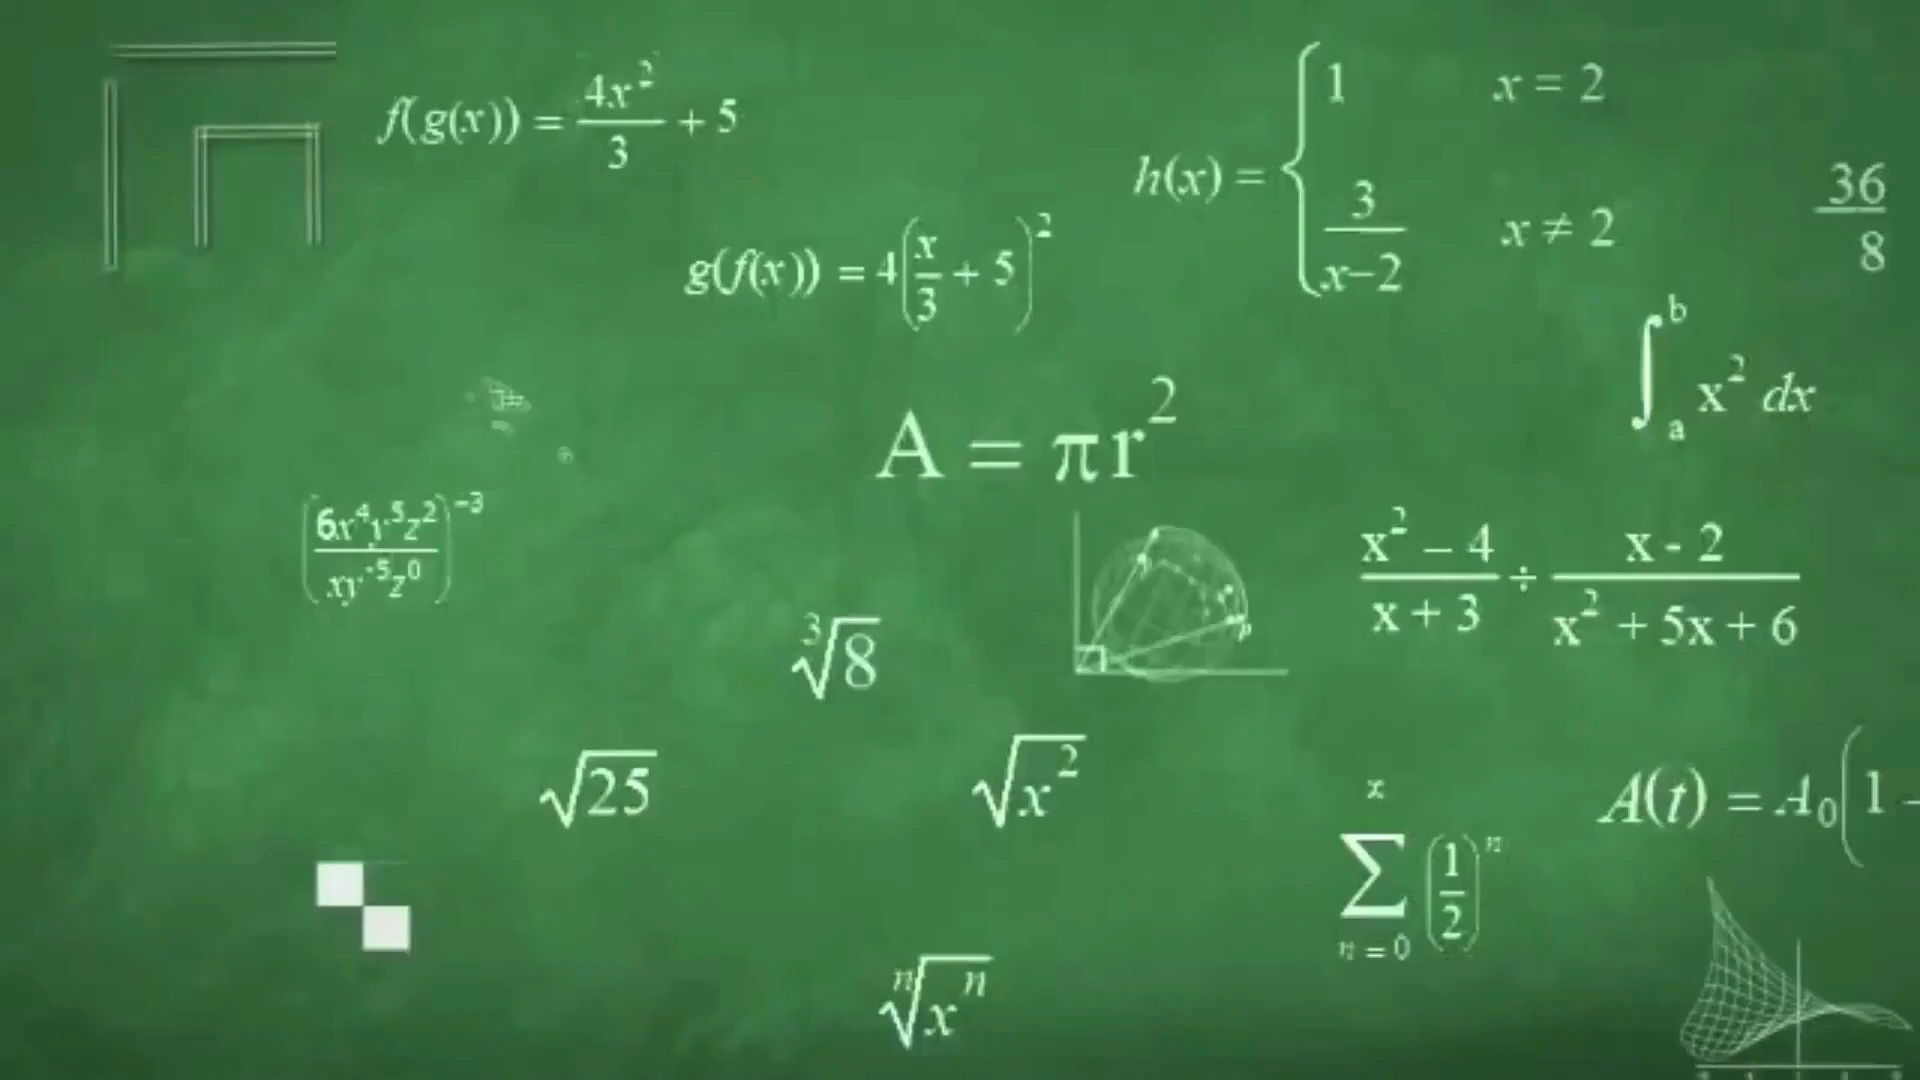 f(g(x)) = 4x²/3 + 5
h(x) = { 1 x = 2
3/(x−2) x ≠ 2
36/8
g(f(x)) = 4(x/3 + 5)²
∫ₐᵇ x² dx
A = πr²
(6x⁴y⁵z²/xy⁻⁵z⁰)⁻³
(x² – 4)/(x + 3) ÷ (x - 2)/(x² + 5x + 6)
³√8
√25
√x²
x
∑ (1/2)ⁿ
n = 0
A(t) = A₀(1 -
ⁿ√xⁿ